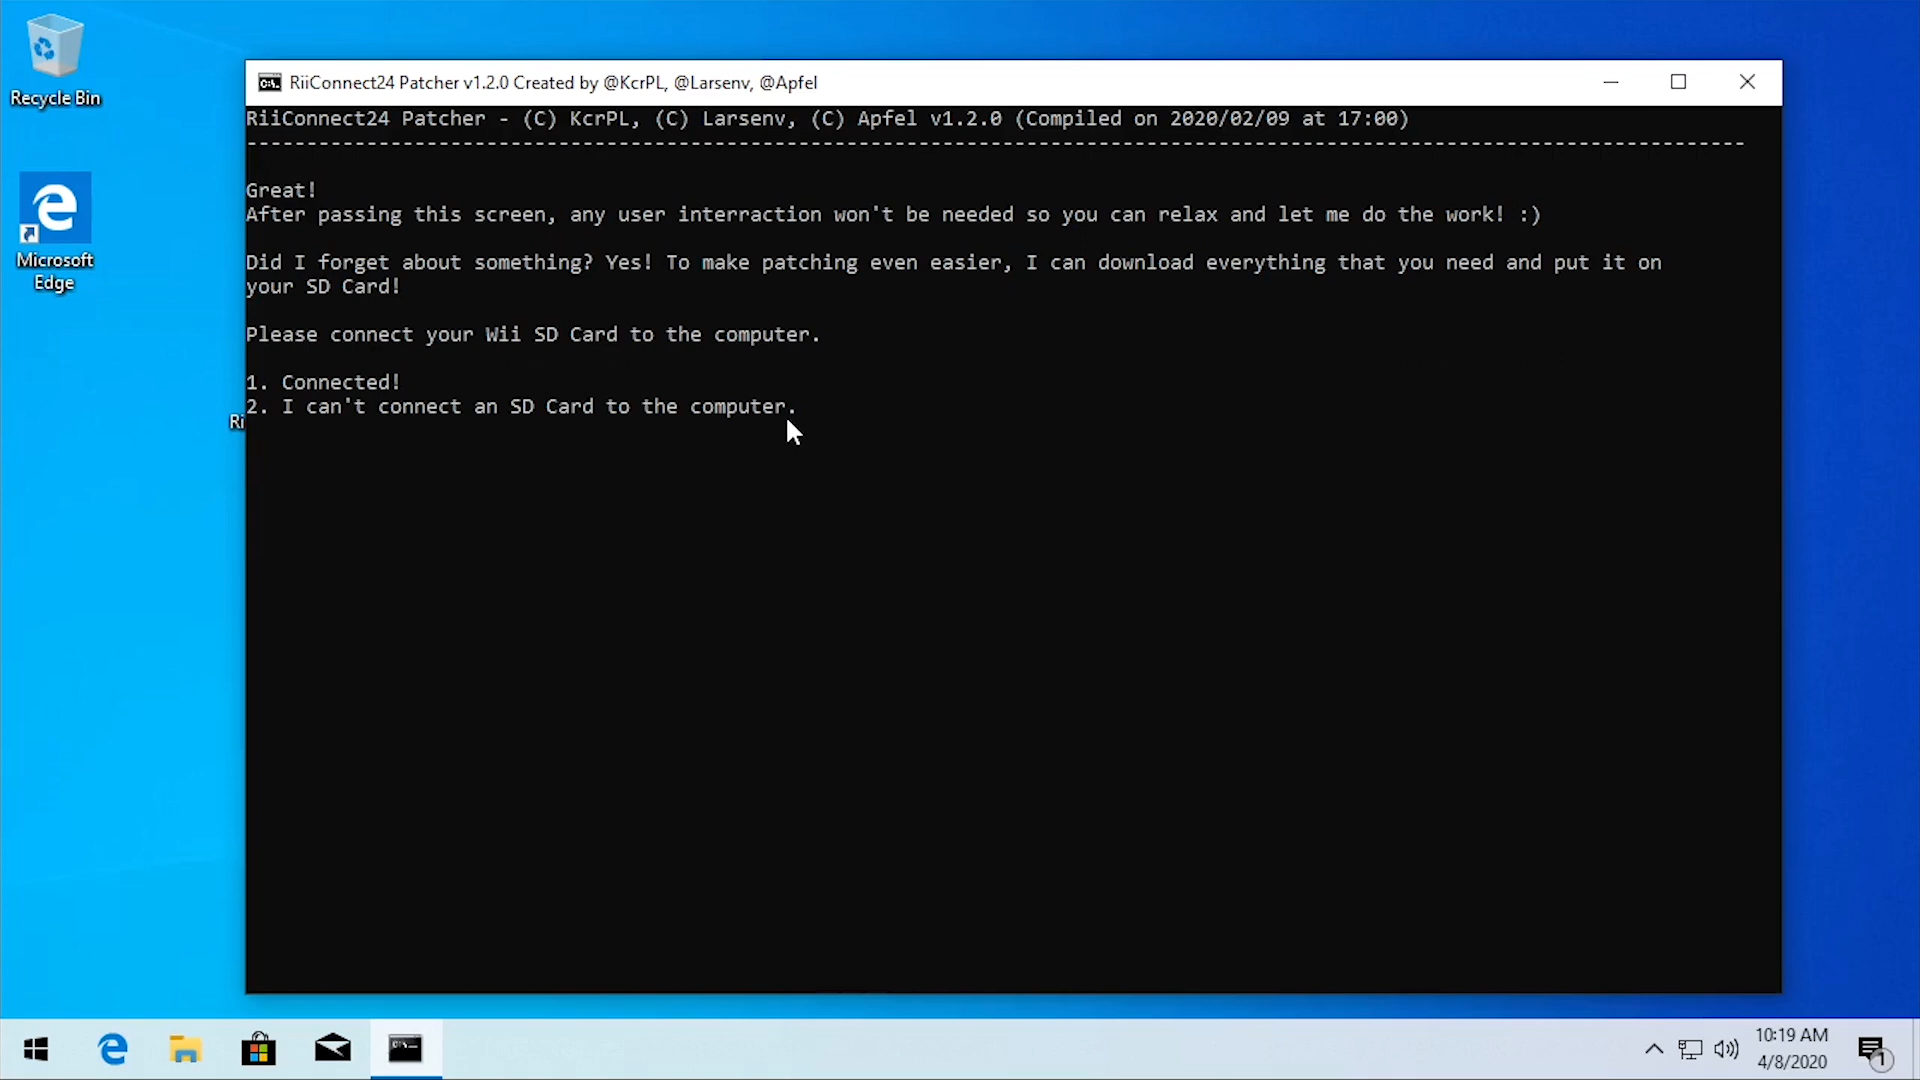 Recycle Bin
Microsoft
Edge
Ri
RiiConnect24 Patcher v1.2.0 Created by @KcrPL, @Larsenv, @Apfel
RiiConnect24 Patcher - (C) KcrPL, (C) Larsenv, (C) Apfel v1.2.0 (Compiled on 2020/02/09 at 17:00)
-----------------------------------------------------------------------------------------------------------------------------
Great!
After passing this screen, any user interraction won't be needed so you can relax and let me do the work! :)
Did I forget about something? Yes! To make patching even easier, I can download everything that you need and put it on
your SD Card!
Please connect your Wii SD Card to the computer.
1. Connected!
2. I can't connect an SD Card to the computer.
10:19 AM
4/8/2020
1